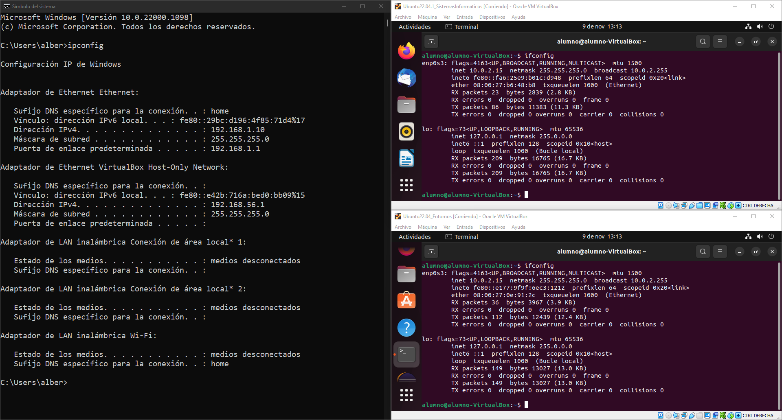 Símbolo del sistema
Microsoft Windows [Versión 10.0.22000.1098]
(c) Microsoft Corporation. Todos los derechos reservados.
C:\Users\alber>ipconfig
Configuración IP de Windows
Adaptador de Ethernet Ethernet:
Sufijo DNS específico para la conexión. . : home
Vínculo: dirección IPv6 local. . . : fe80::29bc:d196:4f85:71d4%17
Dirección IPv4. . . . . . . . . . . . . . : 192.168.1.10
Máscara de subred . . . . . . . . . . . . : 255.255.255.0
Puerta de enlace predeterminada . . . . . : 192.168.1.1
Adaptador de Ethernet VirtualBox Host-Only Network:
Sufijo DNS específico para la conexión. . :
Vínculo: dirección IPv6 local. . . : fe80::e42b:716a:bed0:bb09%15
Dirección IPv4. . . . . . . . . . . . . . : 192.168.56.1
Máscara de subred . . . . . . . . . . . . : 255.255.255.0
Puerta de enlace predeterminada . . . . . :
Adaptador de LAN inalámbrica Conexión de área local* 1:
Estado de los medios. . . . . . . . . . . : medios desconectados
Sufijo DNS específico para la conexión. . :
Adaptador de LAN inalámbrica Conexión de área local* 2:
Estado de los medios. . . . . . . . . . . : medios desconectados
Sufijo DNS específico para la conexión. . :
Adaptador de LAN inalámbrica Wi-Fi:
Estado de los medios. . . . . . . . . . . : medios desconectados
Sufijo DNS específico para la conexión. . : home
C:\Users\alber>
[Corriendo] - Oracle VM VirtualBox
Archivo Máquina Ver Entrada Dispositivos Ayuda
Actividades Terminal 9 de nov 13:13
alumno@alumno-VirtualBox: ~
alumno@alumno-VirtualBox:~$ ifconfig
enp0s3: flags=4163<UP,BROADCAST,RUNNING,MULTICAST> mtu 1500
inet 10.0.2.15 netmask 255.255.255.0 broadcast 10.0.2.255
prefixlen 64 scopeid 0x20<link>
txqueuelen 1000 (Ethernet)
RX packets 23 bytes 2839 (2.8 KB)
RX errors 0 dropped 0 overruns 0 frame 0
TX packets 86 bytes 11383 (11.3 KB)
TX errors 0 dropped 0 overruns 0 carrier 0 collisions 0
lo: flags=73<UP,LOOPBACK,RUNNING> mtu 65536
inet 127.0.0.1 netmask 255.0.0.0
inet6 ::1 prefixlen 128 scopeid 0x10<host>
loop txqueuelen 1000 (Bucle local)
RX packets 209 bytes 16765 (16.7 KB)
RX errors 0 dropped 0 overruns 0 frame 0
TX packets 209 bytes 16765 (16.7 KB)
TX errors 0 dropped 0 overruns 0 carrier 0 collisions 0
alumno@alumno-VirtualBox:~$
CTRL DERECHA
[Corriendo] - Oracle VM VirtualBox
Archivo Máquina Ver Entrada Dispositivos Ayuda
Actividades Terminal 9 de nov 13:13
alumno@alumno-VirtualBox: ~
alumno@alumno-VirtualBox:~$ ifconfig
enp0s3: flags=4163<UP,BROADCAST,RUNNING,MULTICAST> mtu 1500
inet 10.0.2.15 netmask 255.255.255.0 broadcast 10.0.2.255
prefixlen 64 scopeid 0x20<link>
txqueuelen 1000 (Ethernet)
RX packets 36 bytes 3967 (3.9 KB)
RX errors 0 dropped 0 overruns 0 frame 0
TX packets 112 bytes 12439 (12.4 KB)
TX errors 0 dropped 0 overruns 0 carrier 0 collisions 0
lo: flags=73<UP,LOOPBACK,RUNNING> mtu 65536
inet 127.0.0.1 netmask 255.0.0.0
inet6 ::1 prefixlen 128 scopeid 0x10<host>
loop txqueuelen 1000 (Bucle local)
RX packets 149 bytes 13027 (13.0 KB)
RX errors 0 dropped 0 overruns 0 frame 0
TX packets 149 bytes 13027 (13.0 KB)
TX errors 0 dropped 0 overruns 0 carrier 0 collisions 0
alumno@alumno-VirtualBox:~$
CTRL DERECHA